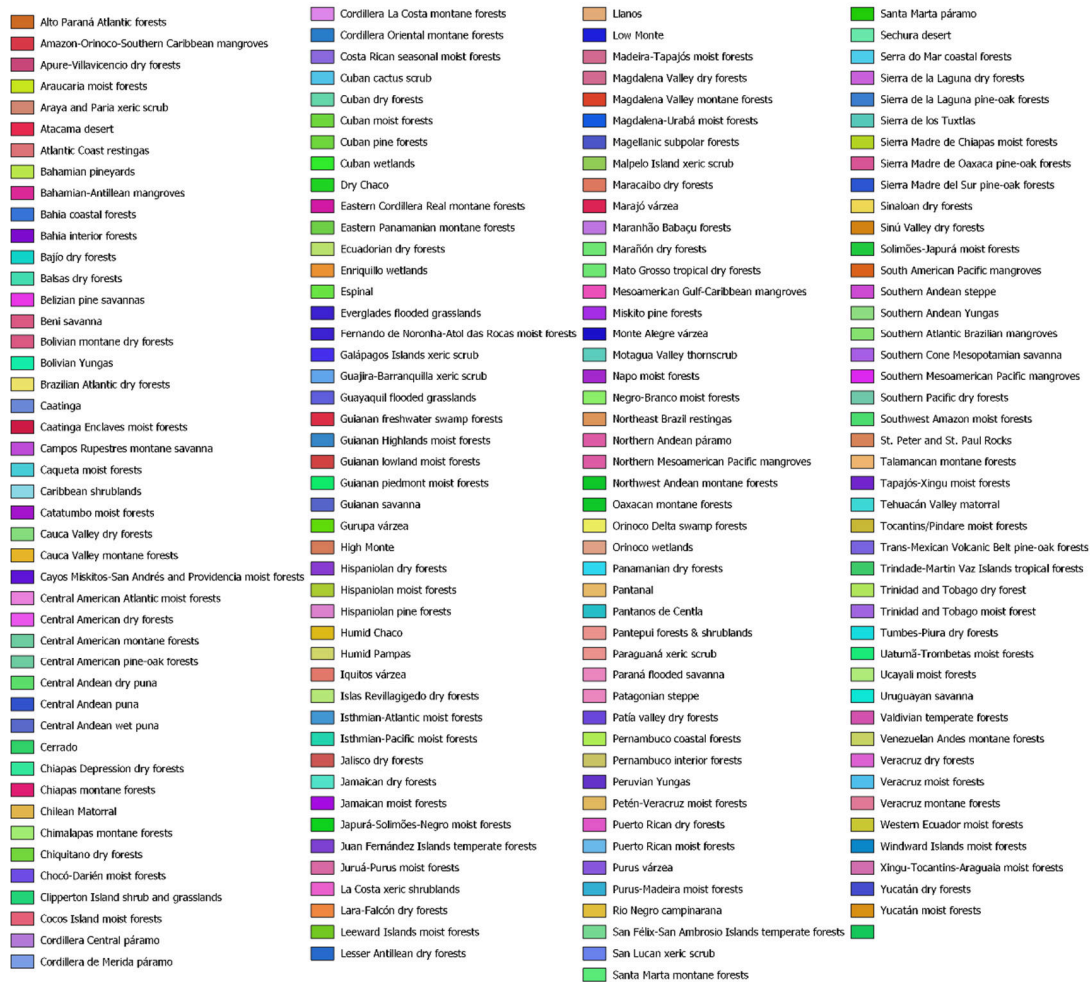 Alto Paraná Atlantic forests
Amazon-Orinoco-Southern Caribbean mangroves
Apure-Villavicencio dry forests
Araucaria moist forests
Araya and Paria xeric scrub
Atacama desert
Atlantic Coast restingas
Bahamian pineyards
Bahamian-Antillean mangroves
Bahia coastal forests
Bahia interior forests
Bajío dry forests
Balsas dry forests
Belizian pine savannas
Beni savanna
Bolivian montane dry forests
Bolivian Yungas
Brazilian Atlantic dry forests
Caatinga
Caatinga Enclaves moist forests
Campos Rupestres montane savanna
Caqueta moist forests
Caribbean shrublands
Catatumbo moist forests
Cauca Valley dry forests
Cauca Valley montane forests
Cayos Miskitos-San Andrés and Providencia moist forests
Central American Atlantic moist forests
Central American dry forests
Central American montane forests
Central American pine-oak forests
Central Andean dry puna
Central Andean puna
Central Andean wet puna
Cerrado
Chiapas Depression dry forests
Chiapas montane forests
Chilean Matorral
Chimalapas montane forests
Chiquitano dry forests
Chocó-Darién moist forests
Clipperton Island shrub and grasslands
Cocos Island moist forests
Cordillera Central páramo
Cordillera de Merida páramo
Cordillera La Costa montane forests
Cordillera Oriental montane forests
Costa Rican seasonal moist forests
Cuban cactus scrub
Cuban dry forests
Cuban moist forests
Cuban pine forests
Cuban wetlands
Dry Chaco
Eastern Cordillera Real montane forests
Eastern Panamanian montane forests
Ecuadorian dry forests
Enriquillo wetlands
Espinal
Everglades flooded grasslands
Fernando de Noronha-Atol das Rocas moist forests
Galápagos Islands xeric scrub
Guajira-Barranquilla xeric scrub
Guayaquil flooded grasslands
Guianan freshwater swamp forests
Guianan Highlands moist forests
Guianan lowland moist forests
Guianan piedmont moist forests
Guianan savanna
Gurupa várzea
High Monte
Hispaniolan dry forests
Hispaniolan moist forests
Hispaniolan pine forests
Humid Chaco
Humid Pampas
Iquitos várzea
Islas Revillagigedo dry forests
Isthmian-Atlantic moist forests
Isthmian-Pacific moist forests
Jalisco dry forests
Jamaican dry forests
Jamaican moist forests
Japurá-Solimões-Negro moist forests
Juan Fernández Islands temperate forests
Juruá-Purus moist forests
La Costa xeric shrublands
Lara-Falcón dry forests
Leeward Islands moist forests
Lesser Antillean dry forests
Llanos
Low Monte
Madeira-Tapajós moist forests
Magdalena Valley dry forests
Magdalena Valley montane forests
Magdalena-Urabá moist forests
Magellanic subpolar forests
Malpelo Island xeric scrub
Maracaibo dry forests
Marajó várzea
Maranhão Babaçu forests
Marañón dry forests
Mato Grosso tropical dry forests
Mesoamerican Gulf-Caribbean mangroves
Miskito pine forests
Monte Alegre várzea
Motagua Valley thornscrub
Napo moist forests
Negro-Branco moist forests
Northeast Brazil restingas
Northern Andean páramo
Northern Mesoamerican Pacific mangroves
Northwest Andean montane forests
Oaxacan montane forests
Orinoco Delta swamp forests
Orinoco wetlands
Panamanian dry forests
Pantanal
Pantanos de Centla
Pantepui forests & shrublands
Paraguaná xeric scrub
Paraná flooded savanna
Patagonian steppe
Patía valley dry forests
Pernambuco coastal forests
Pernambuco interior forests
Peruvian Yungas
Petén-Veracruz moist forests
Puerto Rican dry forests
Puerto Rican moist forests
Purus várzea
Purus-Madeira moist forests
Rio Negro campinarana
San Félix-San Ambrosio Islands temperate forests
San Lucan xeric scrub
Santa Marta montane forests
Santa Marta páramo
Sechura desert
Serra do Mar coastal forests
Sierra de la Laguna dry forests
Sierra de la Laguna pine-oak forests
Sierra de los Tuxtlas
Sierra Madre de Chiapas moist forests
Sierra Madre de Oaxaca pine-oak forests
Sierra Madre del Sur pine-oak forests
Sinaloan dry forests
Sinú Valley dry forests
Solimões-Japurá moist forests
South American Pacific mangroves
Southern Andean steppe
Southern Andean Yungas
Southern Atlantic Brazilian mangroves
Southern Cone Mesopotamian savanna
Southern Mesoamerican Pacific mangroves
Southern Pacific dry forests
Southwest Amazon moist forests
St. Peter and St. Paul Rocks
Talamancan montane forests
Tapajós-Xingu moist forests
Tehuacán Valley matorral
Tocantins/Pindare moist forests
Trans-Mexican Volcanic Belt pine-oak forests
Trindade-Martin Vaz Islands tropical forests
Trinidad and Tobago dry forest
Trinidad and Tobago moist forest
Tumbes-Piura dry forests
Uatumã-Trombetas moist forests
Ucayali moist forests
Uruguayan savanna
Valdivian temperate forests
Venezuelan Andes montane forests
Veracruz dry forests
Veracruz moist forests
Veracruz montane forests
Western Ecuador moist forests
Windward Islands moist forests
Xingu-Tocantins-Araguaia moist forests
Yucatán dry forests
Yucatán moist forests